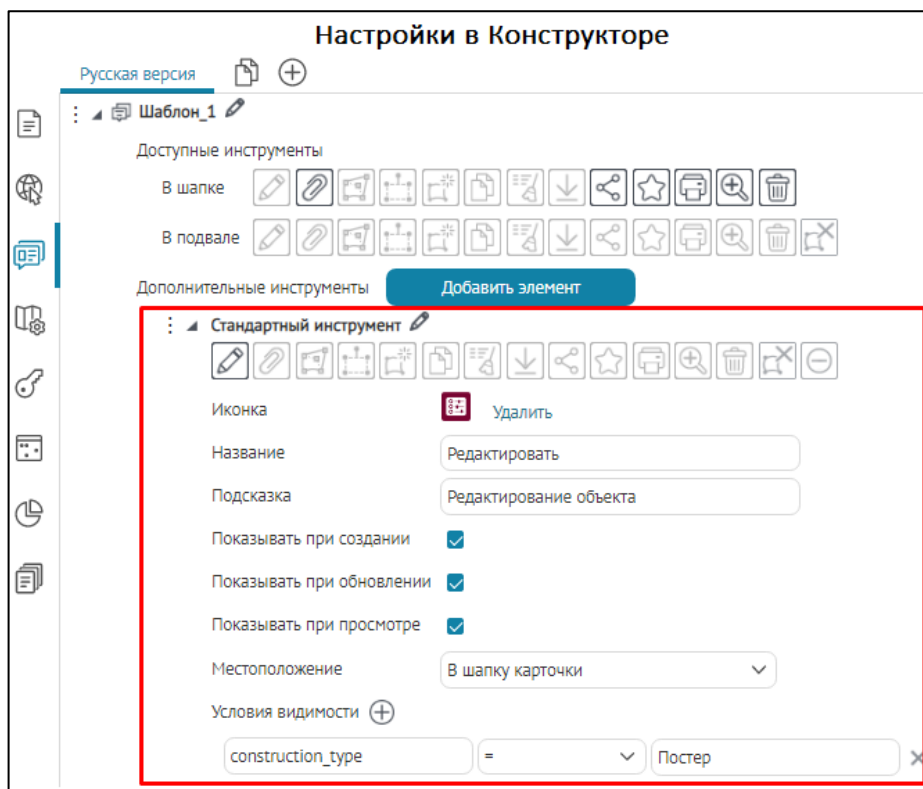 Настройки в Конструкторе
Русская версия
Шаблон_1
Доступные инструменты
В шапке
В подвале
Дополнительные инструменты Добавить элемент
Стандартный инструмент
Иконка Удалить
Название Редактировать
Подсказка Редактирование объекта
Показывать при создании
Показывать при обновлении
Показывать при просмотре
Местоположение В шапку карточки
Условия видимости
construction_type = Постер